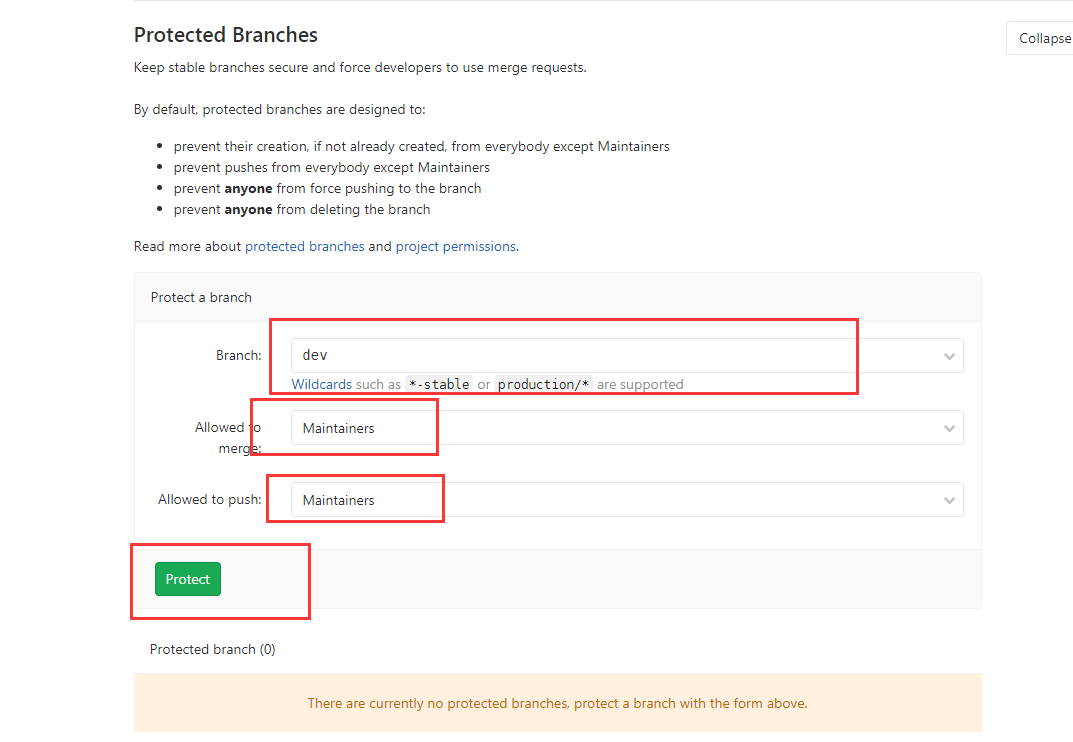 Protected Branches
Collapse
Keep stable branches secure and force developers to use merge requests.
By default, protected branches are designed to:
prevent their creation, if not already created, from everybody except Maintainers
prevent pushes from everybody except Maintainers
prevent anyone from force pushing to the branch
prevent anyone from deleting the branch
Read more about protected branches and project permissions.
Protect a branch
Branch:
dev
Wildcards such as *-stable or production/* are supported
Allowed to
merge:
Maintainers
Allowed to push:
Maintainers
Protect
Protected branch (0)
There are currently no protected branches, protect a branch with the form above.